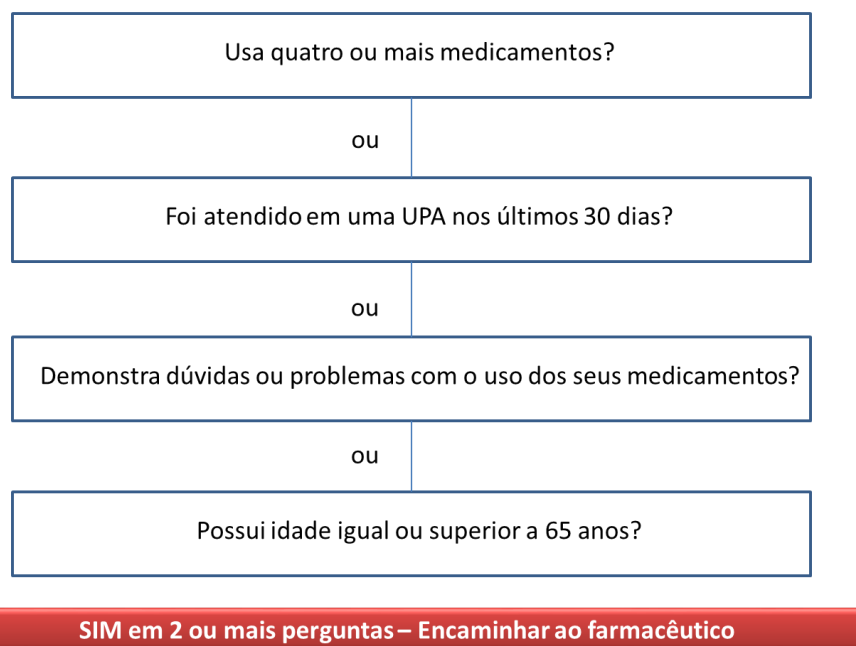 Usa quatro ou mais medicamentos?
ou
Foi atendido em uma UPA nos últimos 30 dias?
ou
Demonstra dúvidas ou problemas com o uso dos seus medicamentos?
ou
Possui idade igual ou superior a 65 anos?
SIM em 2 ou mais perguntas – Encaminhar ao farmacêutico